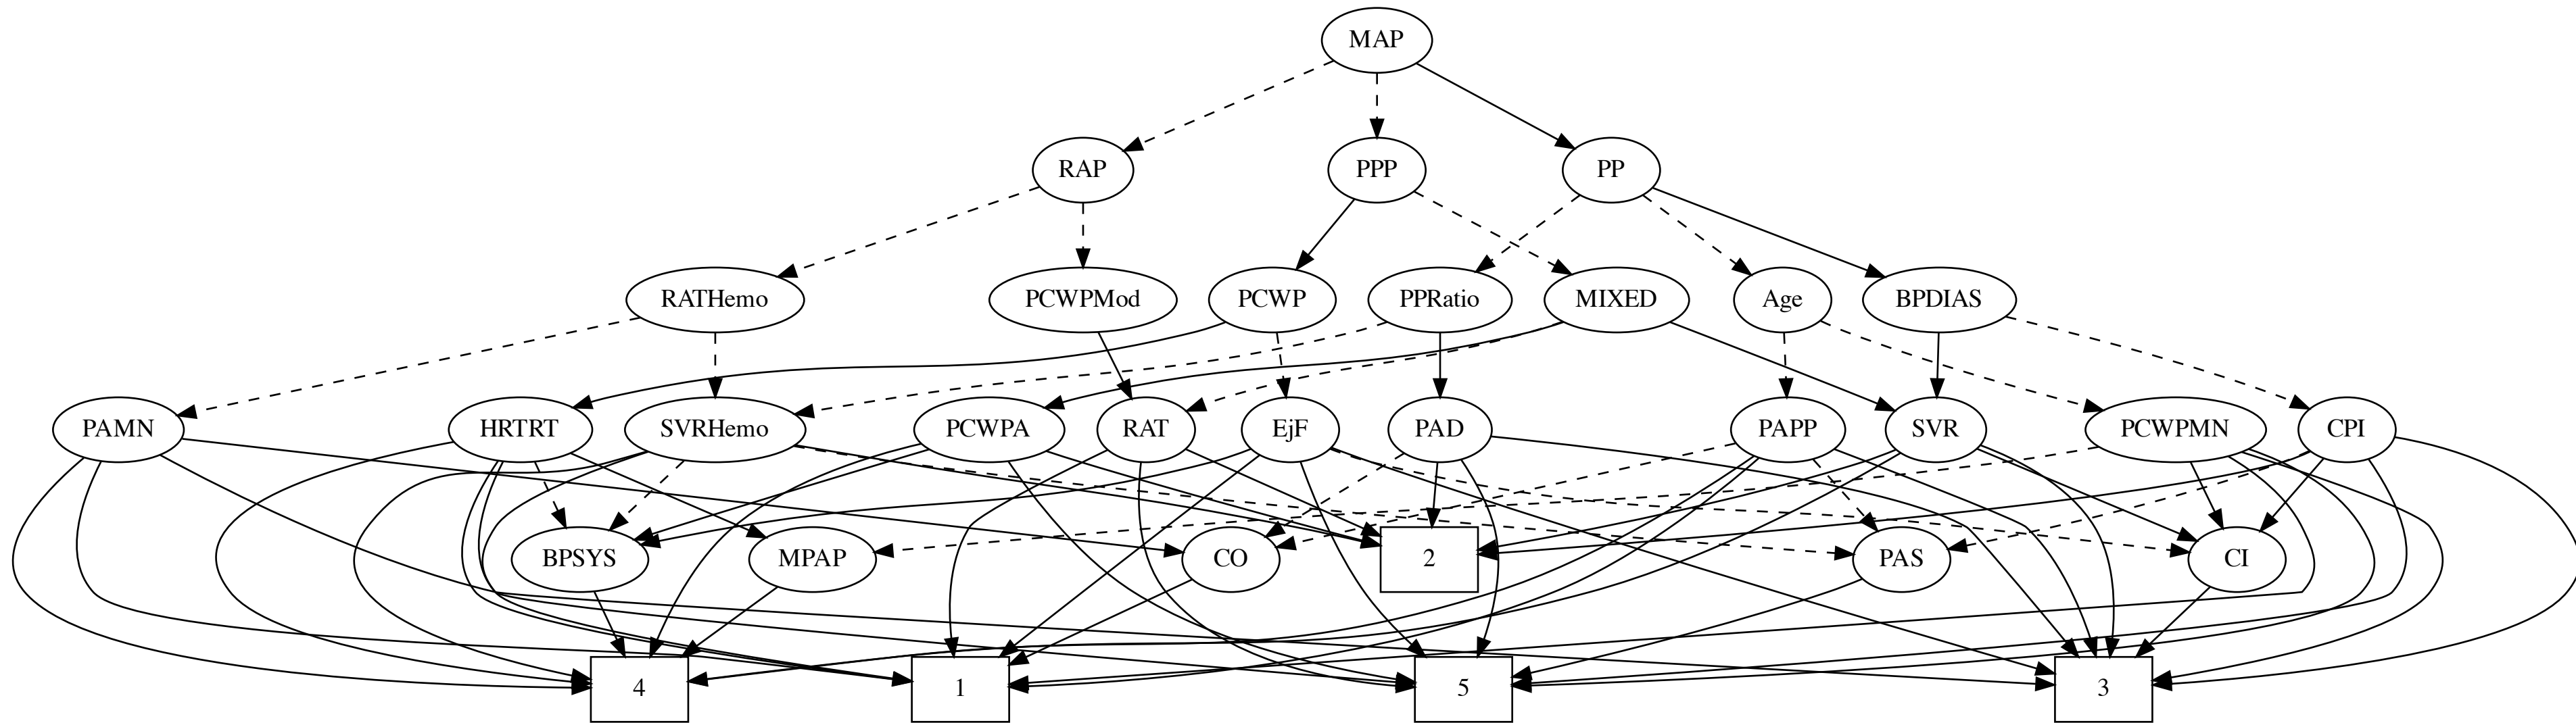 MAP
RAP
PPP
PP
RATHemo
PCWPMod
PCWP
PPRatio
MIXED
Age
BPDIAS
PAMN
HRTRT
SVRHemo
PCWPA
RAT
EjF
PAD
PAPP
SVR
PCWPMN
CPI
BPSYS
MPAP
CO
2
PAS
CI
4
1
5
3